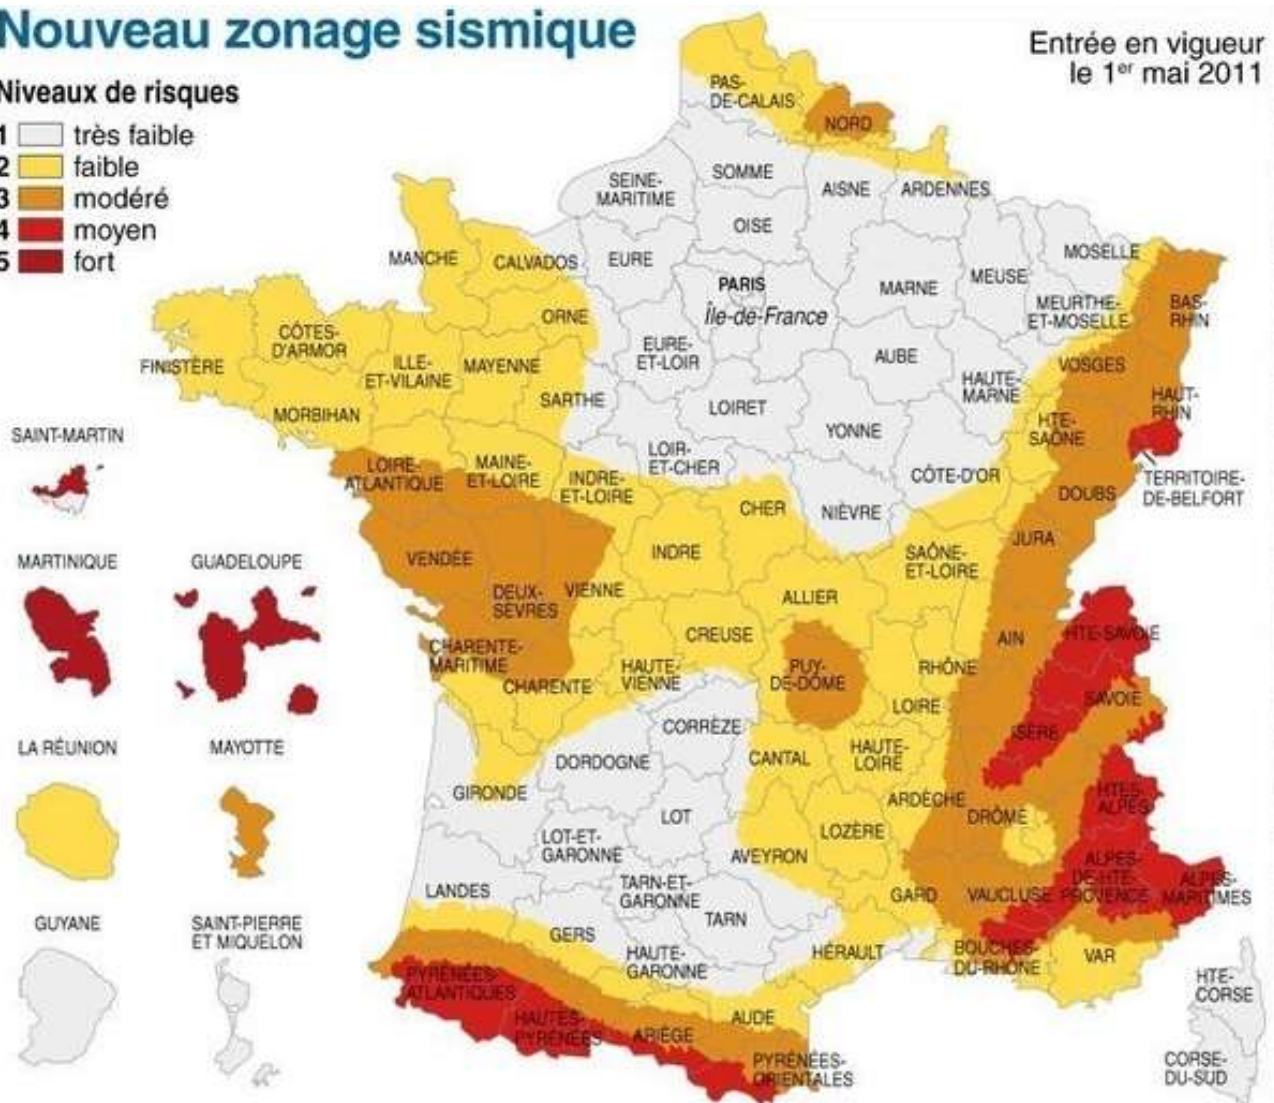 Nouveau zonage sismique
Entrée en vigueur
le 1er mai 2011
Niveaux de risques
1 très faible
2 faible
3 modéré
4 moyen
5 fort
PAS-
DE-CALAIS
NORD
SOMME
SEINE-
MARITIME
AISNE
ARDENNES
OISE
MANCHE
CALVADOS
EURE
MOSELLE
PARIS
MARNE
MEUSE
Île-de-France
MEURTHE-
ET-MOSELLE
BAS-
RHIN
ORNE
CÔTES-
D'ARMOR
FINISTÈRE
ILLE-
ET-VILAINE
MAYENNE
EURE-
ET-LOIR
AUBE
VOSGES
HAUTE-
MARNE
SARTHE
LOIRET
MORBIHAN
HAUT-
RHIN
YONNE
HTE-
SAÔNE
SAINT-MARTIN
LOIRE-
ATLANTIQUE
MAINE-
ET-LOIRE
INDRE-
ET-LOIRE
LOIR-
ET-CHER
CÔTE-D'OR
TERRITOIRE-
DE-BELFORT
CHER
NIÈVRE
DOUBS
MARTINIQUE
GUADELOUPE
VENDÉE
INDRE
SAÔNE-
ET-LOIRE
JURA
DEUX-
SÈVRES
VIENNE
ALLIER
CREUSE
AIN
HTE-SAVOIE
CHARENTE-
MARITIME
CHARENTE
HAUTE-
VIENNE
PUY-
DE-DÔME
RHÔNE
LOIRE
SAVOIE
CORRÈZE
ISÈRE
LA RÉUNION
MAYOTTE
DORDOGNE
CANTAL
HAUTE-
LOIRE
GIRONDE
ARDÈCHE
HTES-
ALPES
LOT
DRÔME
LOT-ET-
GARONNE
LOZÈRE
AVEYRON
LANDES
TARN-ET-
GARONNE
TARN
GARD
VAUCLUSE
ALPES-
DE-HTE-
PROVENCE
ALPES-
MARITIMES
GUYANE
SAINT-PIERRE
ET MIQUELON
GERS
HAUTE-
GARONNE
HÉRAULT
BOUCHES-
DU-RHÔNE
VAR
HTE-
CORSE
PYRÉNÉES-
ATLANTIQUES
HAUTES-
PYRÉNÉES
ARIÈGE
AUDE
PYRÉNÉES-
ORIENTALES
CORSE-
DU-SUD